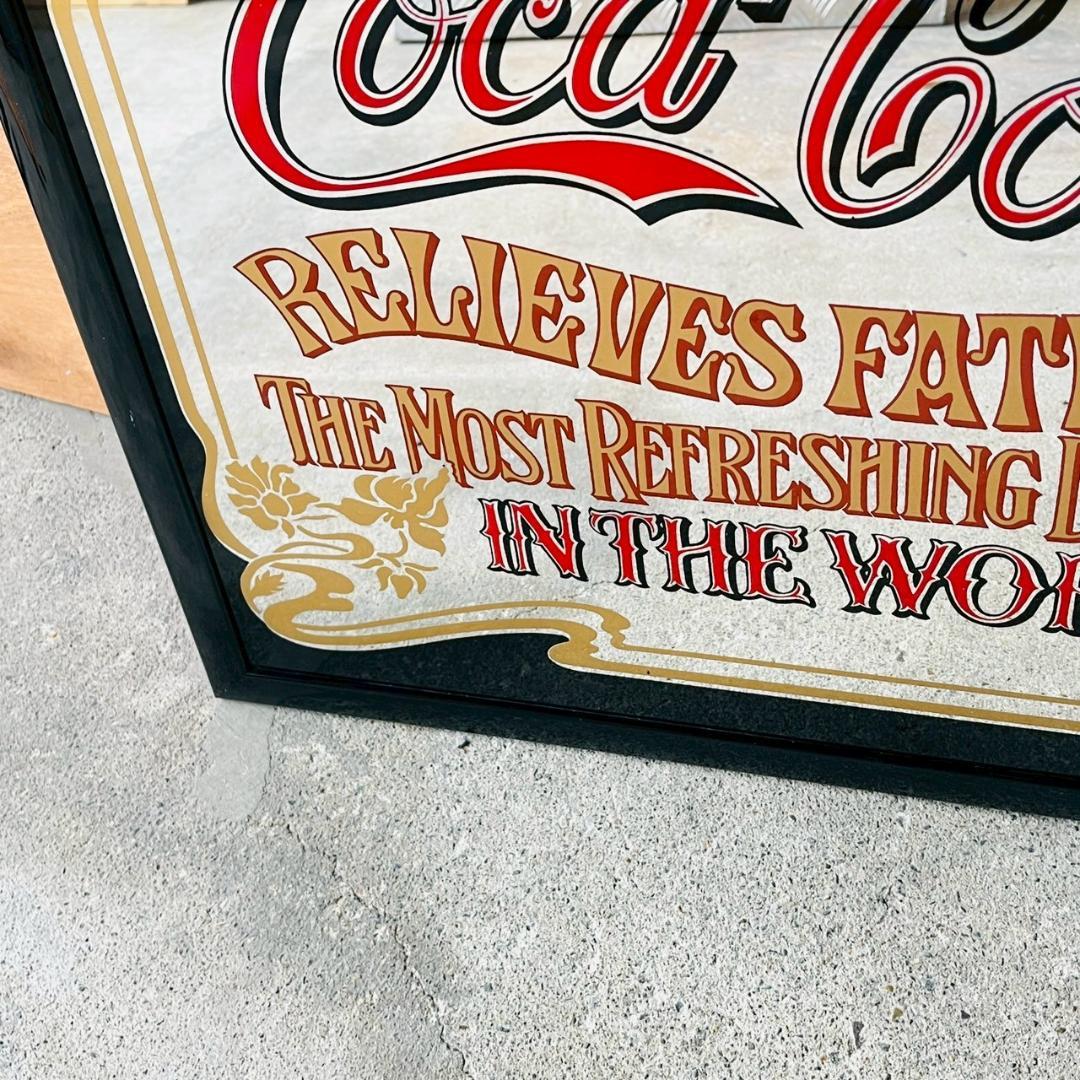 Coca Co
RELIEVES FAT
THE MOST REFRESHING
IN THE WO